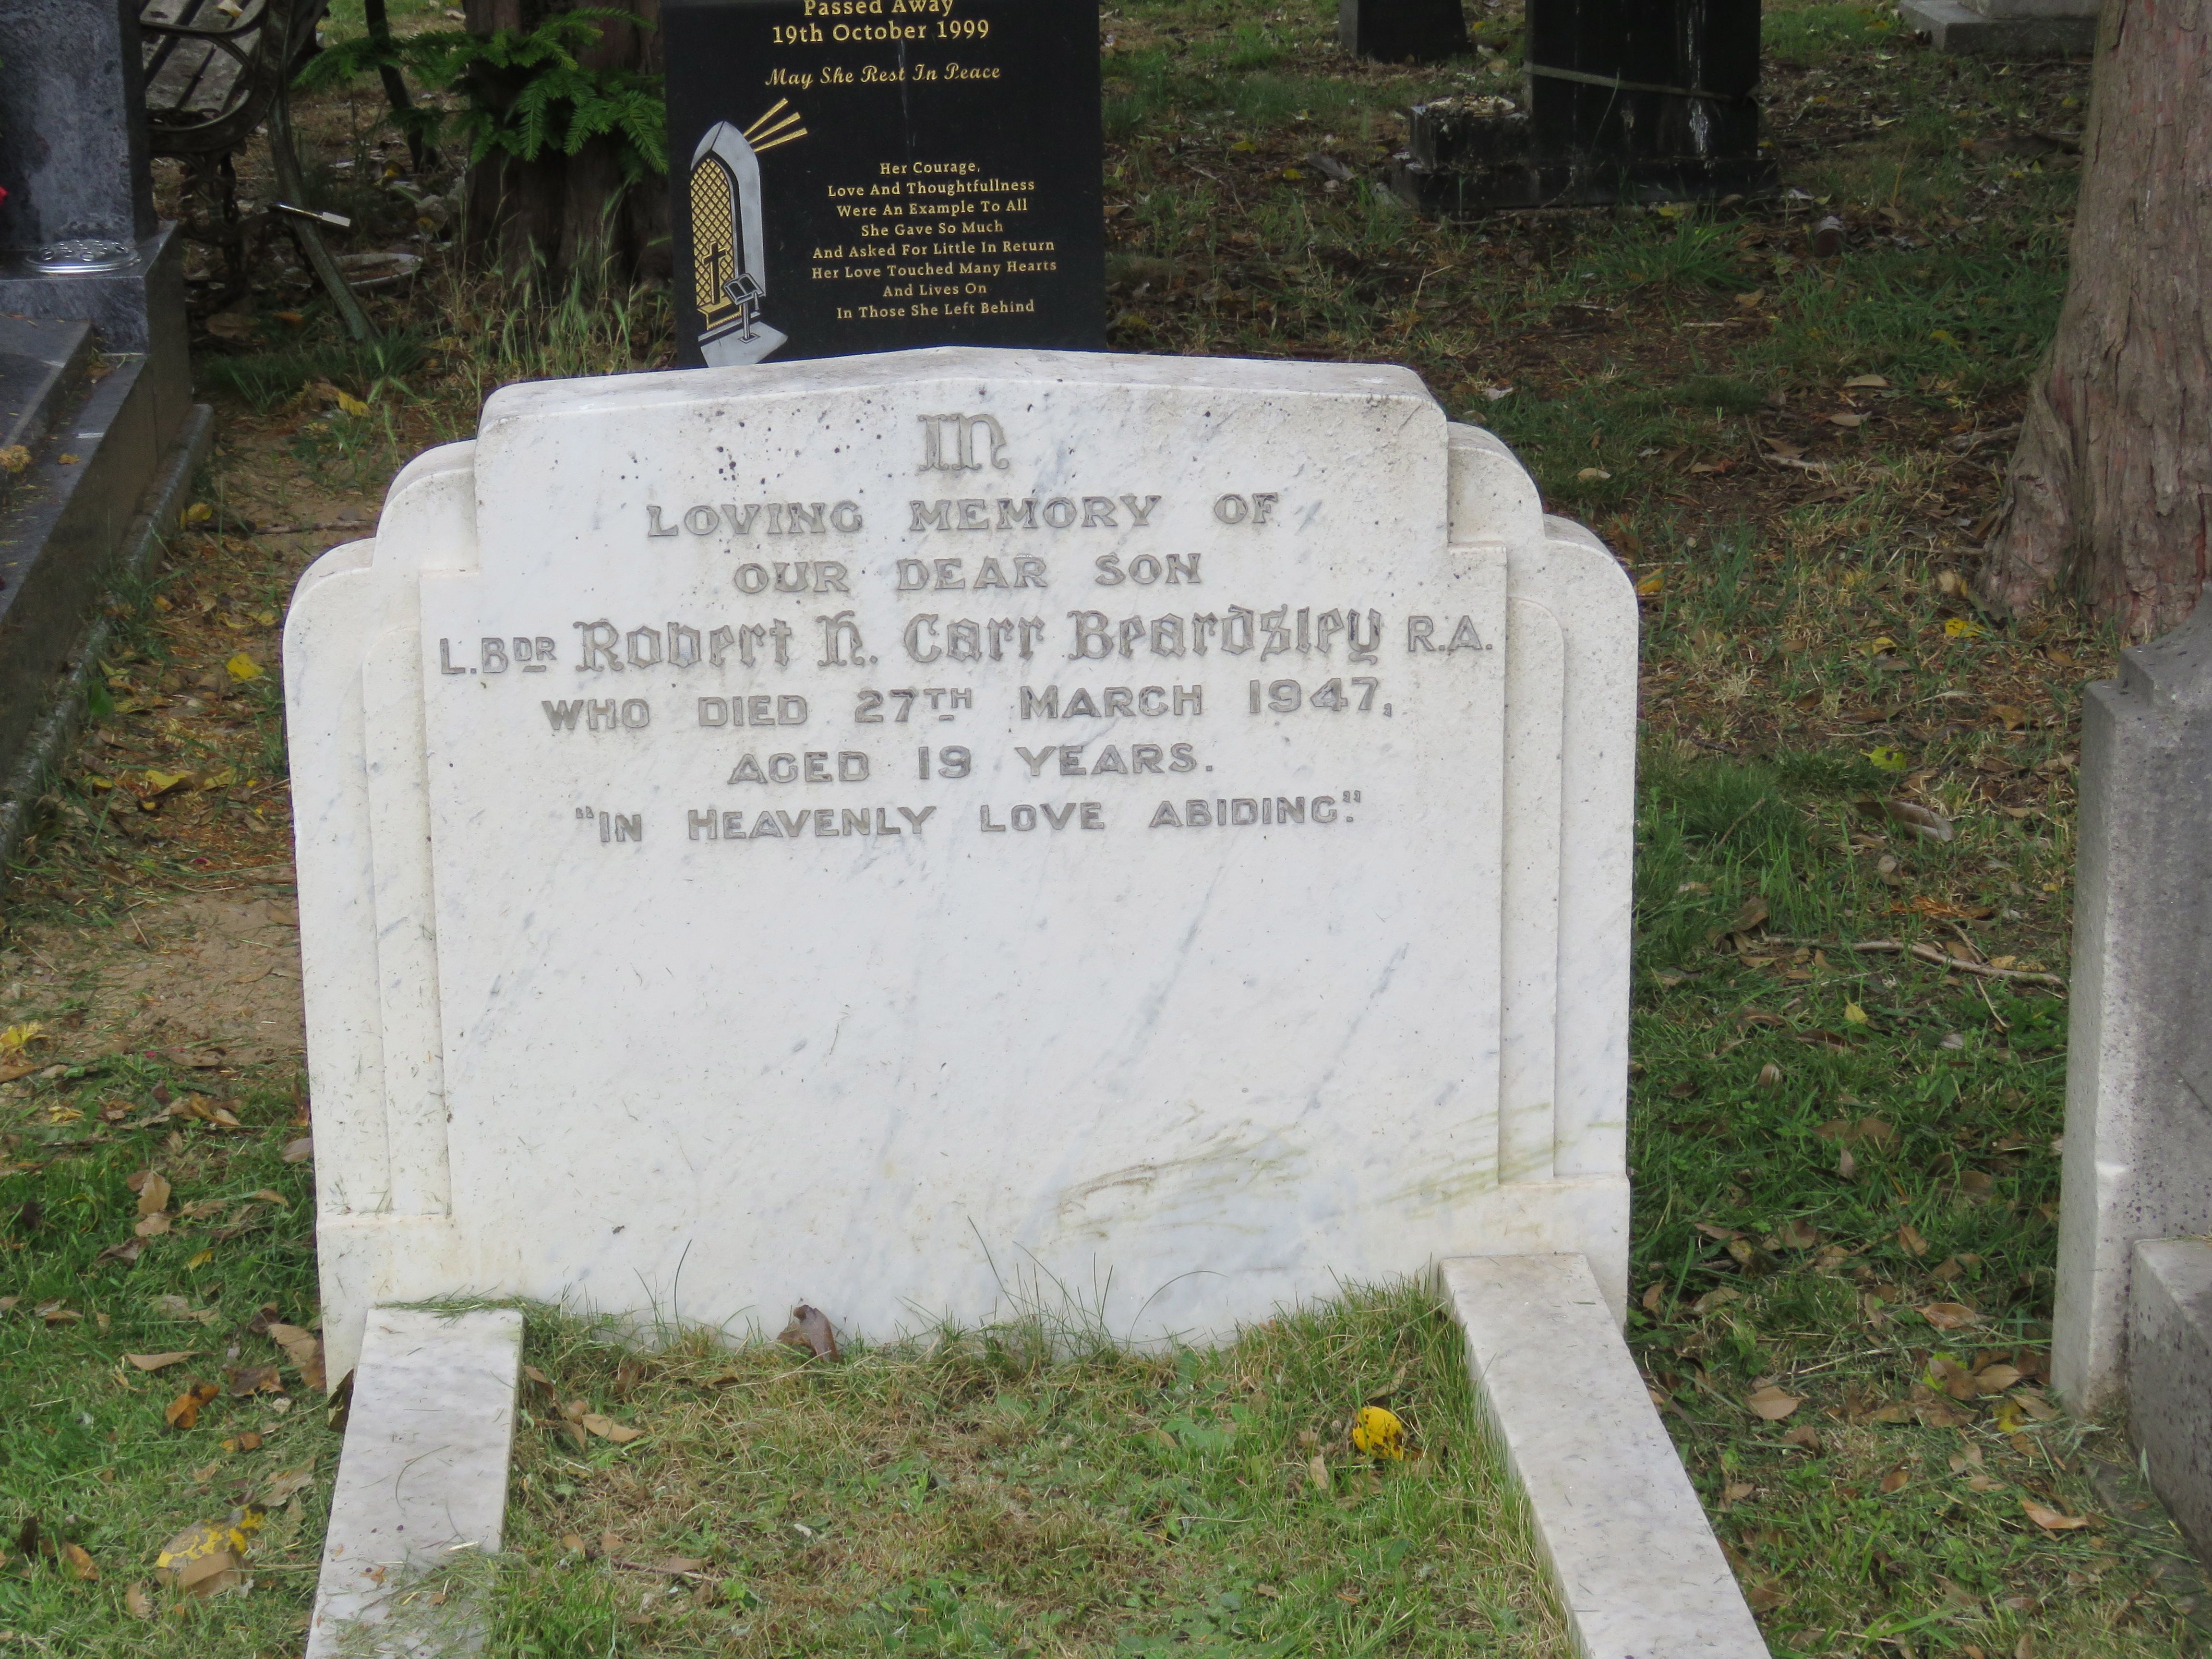 Passed Away
19th October 1999
May She Rest In Peace
Her Courage,
Love And Thoughtfullness
Were An Example To All
She Gave So Much
And Asked For Little In Return
Her Love Touched Many Hearts
And Lives On
In Those She Left Behind
IN
LOVING MEMORY OF
OUR DEAR SON
L.BDR Robert H. Carr Beardsley R.A.
WHO DIED 27TH MARCH 1947,
AGED 19 YEARS.
"IN HEAVENLY LOVE ABIDING."